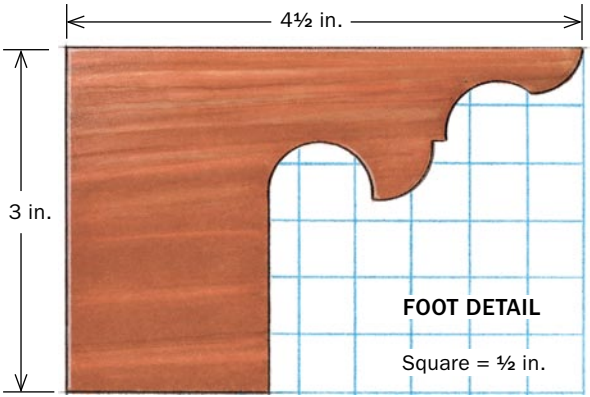 4½ in.
3 in.
FOOT DETAIL
Square = ½ in.